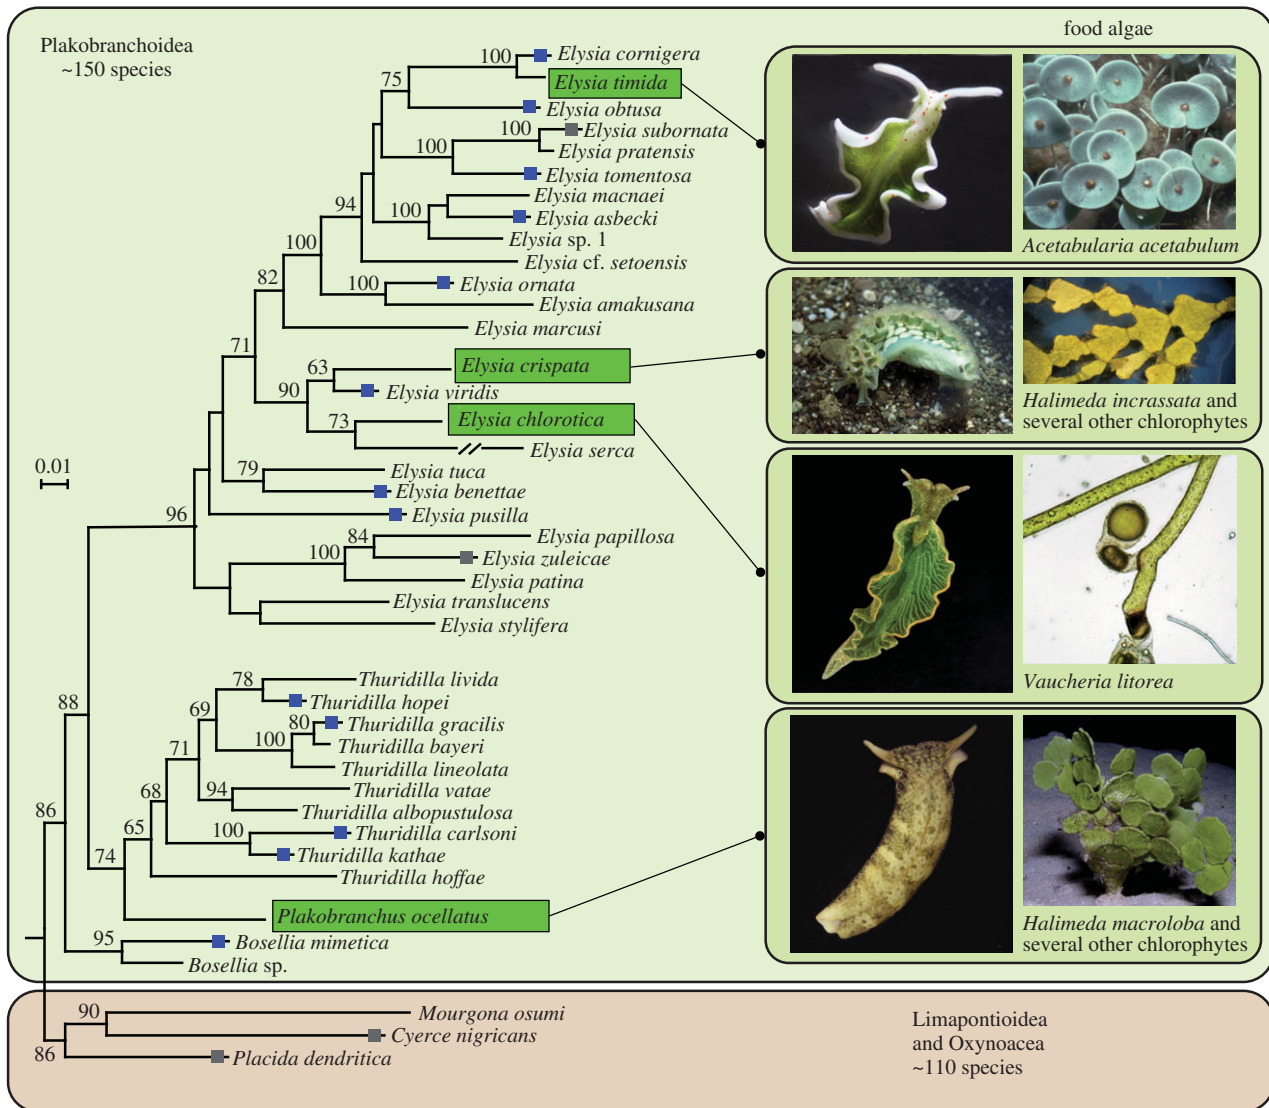 food algae
Plakobranchoidea
~150 species
100
Elysia cornigera
75
Elysia timida
Elysia obtusa
100
Elysia subornata
100
Elysia pratensis
Elysia tomentosa
Elysia macnaei
94
100
Elysia asbecki
Elysia sp. 1
100
Elysia cf. setoensis
82
100
Elysia ornata
Elysia amakusana
Elysia marcusi
71
63
Elysia crispata
90
Elysia viridis
73
Elysia chlorotica
Elysia serca
0.01
79
Elysia tuca
Elysia benettae
96
Elysia pusilla
84
Elysia papillosa
100
Elysia zuleicae
Elysia patina
Elysia translucens
Elysia stylifera
78
Thuridilla livida
Thuridilla hopei
88
69
80
Thuridilla gracilis
100
Thuridilla bayeri
71
Thuridilla lineolata
94
Thuridilla vatae
68
Thuridilla albopustulosa
86
65
100
Thuridilla carlsoni
74
Thuridilla kathae
Thuridilla hoffae
Plakobranchus ocellatus
95
Bosellia mimetica
Bosellia sp.
Acetabularia acetabulum
Halimeda incrassata and
several other chlorophytes
Vaucheria litorea
Halimeda macroloba and
several other chlorophytes
90
Mourgona osumi
Cyerce nigricans
86
Placida dendritica
Limapontioidea
and Oxynoacea
~110 species